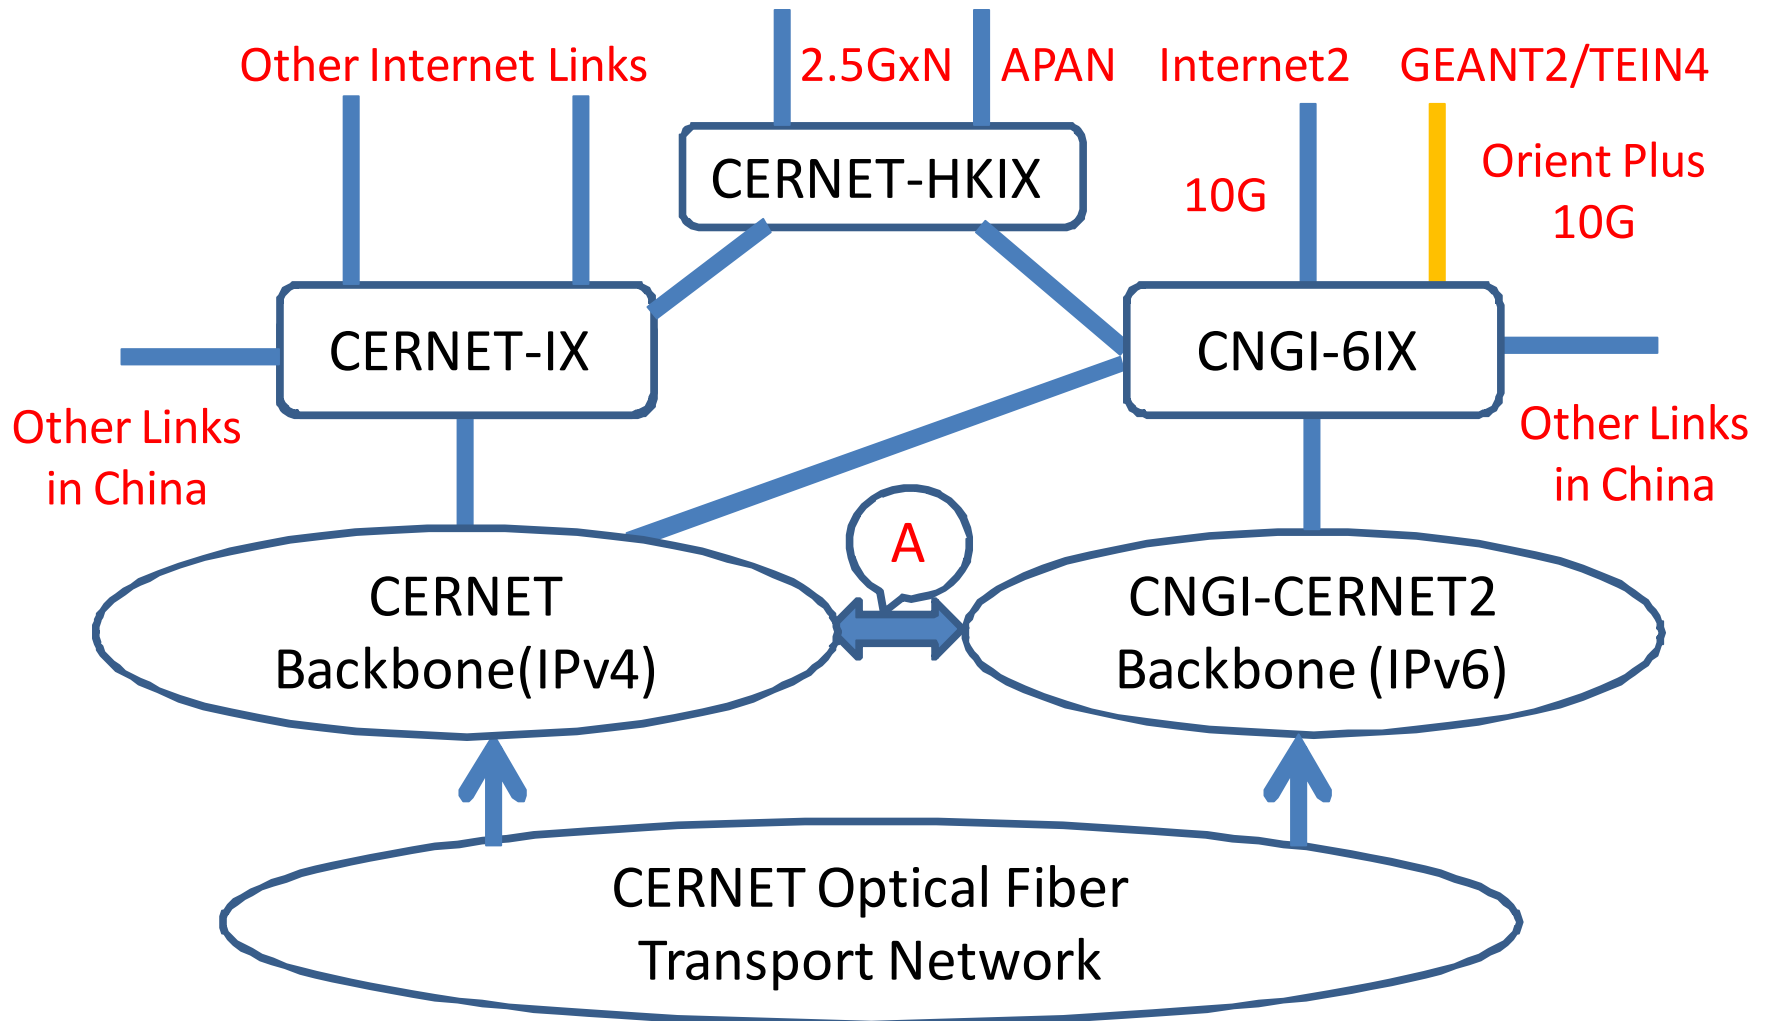 Other Internet Links
2.5GxN
APAN
Internet2
GEANT2/TEIN4
CERNET-HKIX
10G
Orient Plus
10G
CERNET-IX
CNGI-6IX
Other Links
in China
Other Links
in China
A
CERNET
Backbone(IPv4)
CNGI-CERNET2
Backbone (IPv6)
CERNET Optical Fiber
Transport Network